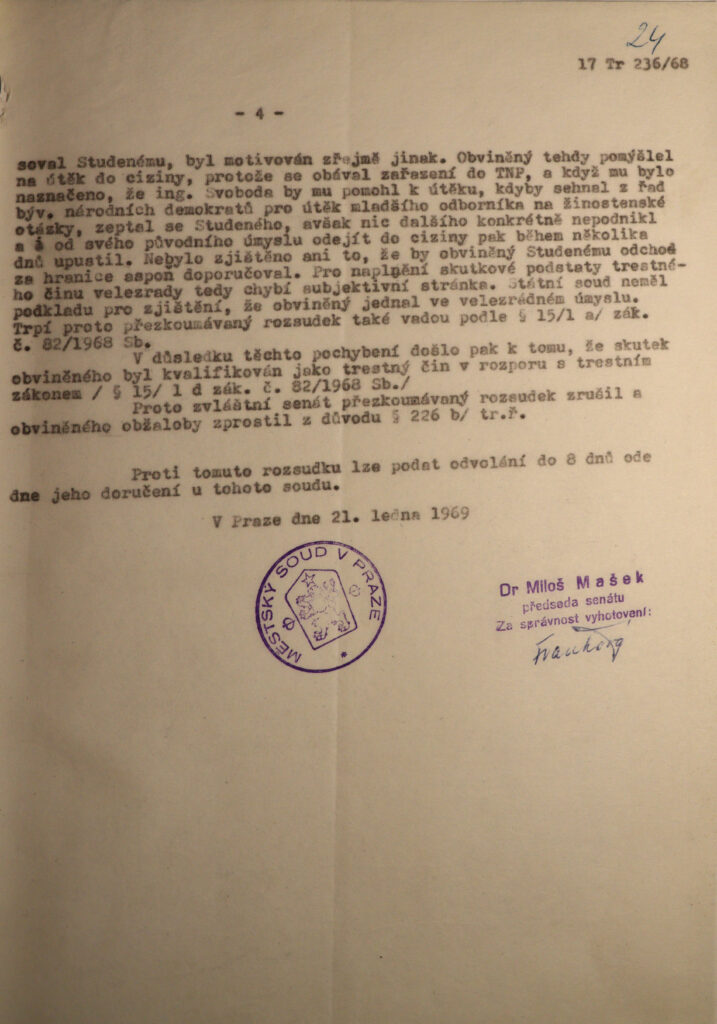 24
17 Tr 236/68
- 4 -
soval Studenému, byl motivován zřejmě jinak. Obviněný tehdy pomýšlel
na útěk do ciziny, protože se obával zařazení do TNP, a když mu bylo
naznačeno, že ing. Svoboda by mu pomohl k útěku, kdyby sehnal z řad
býv. národních demokratů pro útěk mladšího odborníka na žinostenské
otázky, zeptal se Studeného, avšak nic dalšího konkrétně nepodnikl
a i od svého původního úmyslu odejít do ciziny pak během několika
dnů upustil. Nebylo zjištěno ani to, že by obviněný Studenému odchod
za hranice aspoň doporučoval. Pro naplpění skutkové podstaty trestné-
ho činu velezrady tedy chybí subjektivní stránka. Státní soud neměl
podkladu pro zjištění, že obviněný jednal ve velezrádném úmyslu.
Trpí proto přezkoumávaný rozsudek také vadou podle § 15/1 a/ zák.
č. 82/1968 Sb.
V důsledku těchto pochybení došlo pak k tomu, že skutek
obviněného byl kvalifikován jako trestný čin v rozporu s trestním
zákonem / § 15/ 1 d zák. č. 82/1968 Sb./
Proto zvláštní senát přezkoumávaný rozsudek zrušil a
obviněného obžaloby zprostil z důvodu § 226 b/ tr.ř.
Proti tomuto rozsudku lze podat odvolání do 8 dnů ode
dne jeho doručení u tohoto soudu.
V Praze dne 21. ledna 1969
MĚSTSKÝ SOUD V PRAZE
Dr Miloš Mašek
předseda senátu
Za správnost vyhotovení: